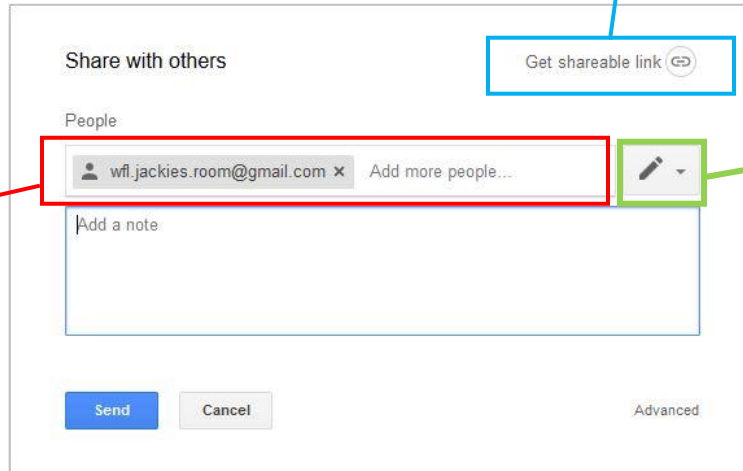 Share with others
Get shareable link
People
wfl.jackies.room@gmail.com × Add more people...
Add a note
Send
Cancel
Advanced